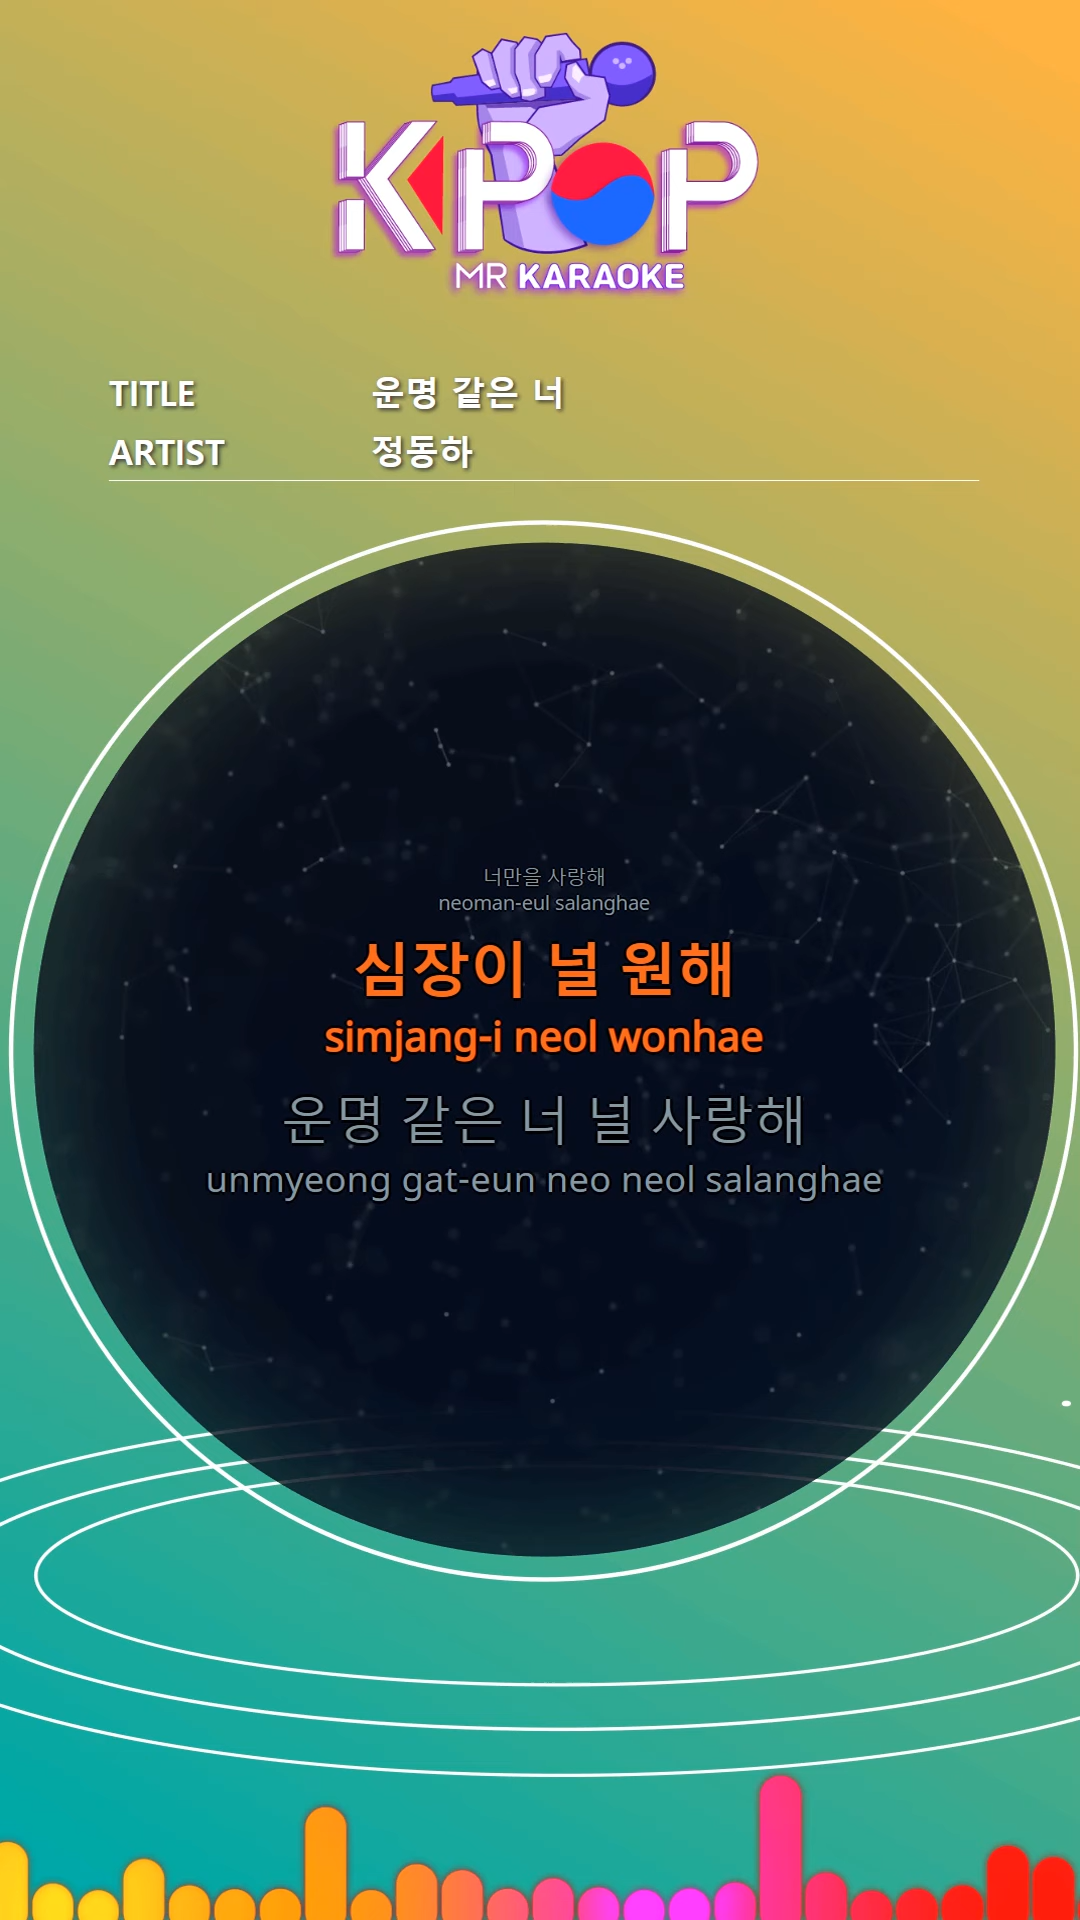 KPOP
MR KARAOKE
TITLE 운명 같은 너
ARTIST 정동하
너만을 사랑해
neoman-eul salanghae
심장이 널 원해
simjang-i neol wonhae
운명 같은 너 널 사랑해
unmyeong gat-eun neo neol salanghae